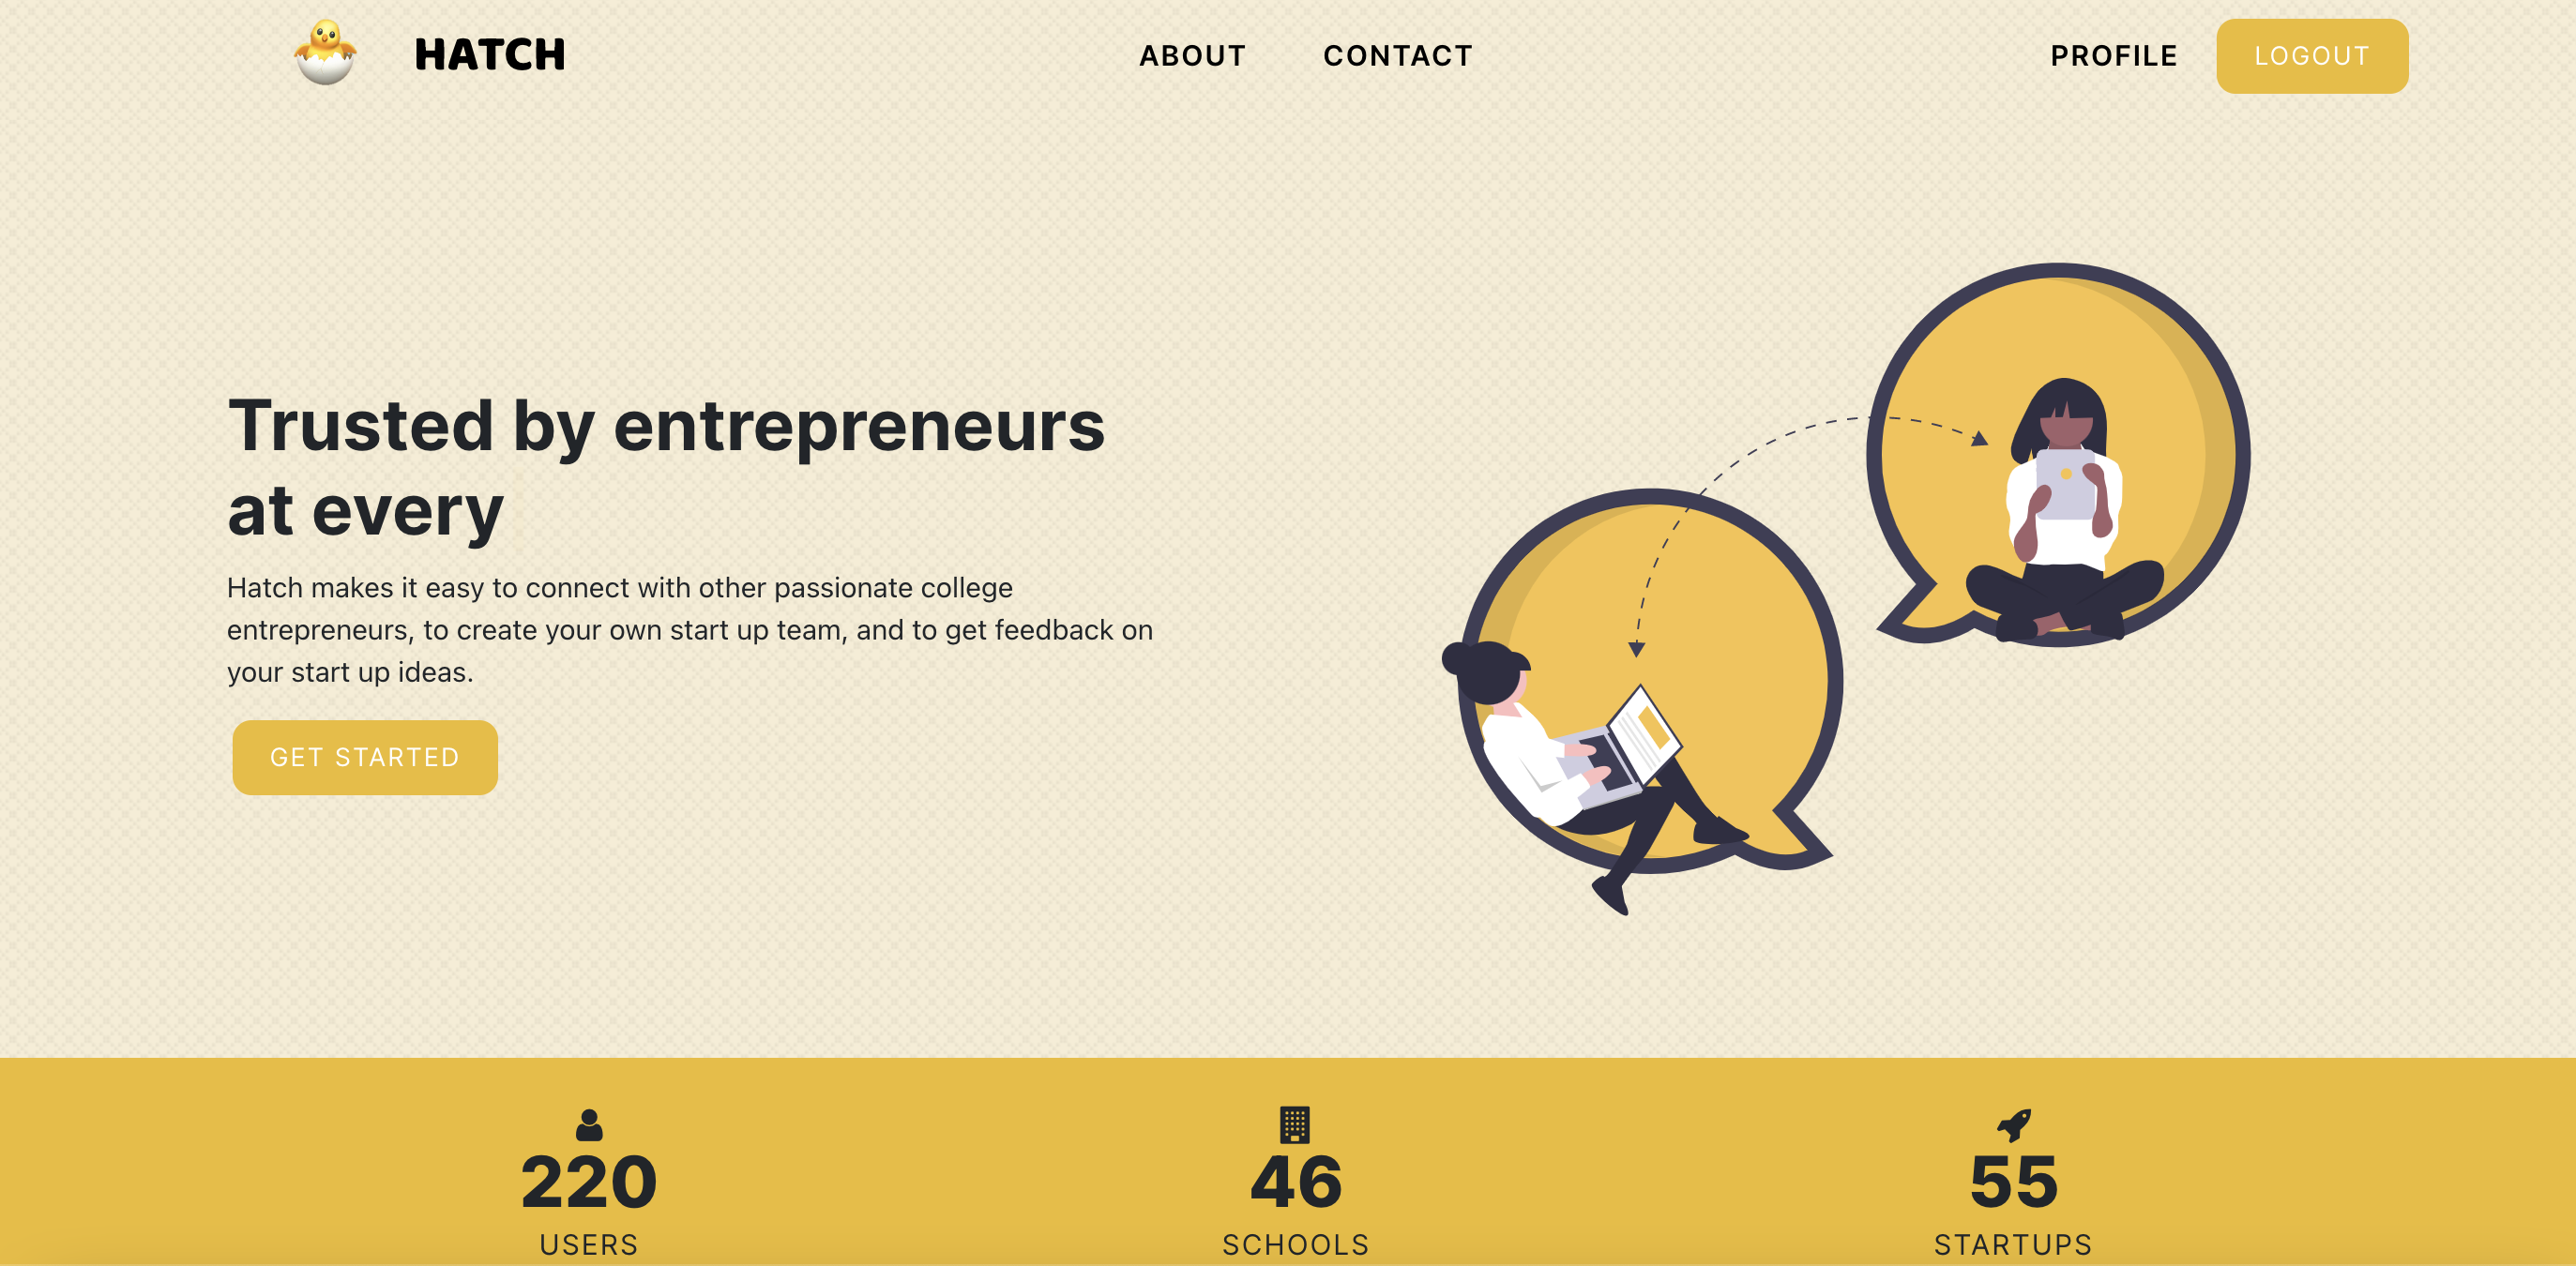 HATCH
ABOUT
CONTACT
PROFILE
LOGOUT
Trusted by entrepreneurs
at every
Hatch makes it easy to connect with other passionate college
entrepreneurs, to create your own start up team, and to get feedback on
your start up ideas.
GET STARTED
220
USERS
46
SCHOOLS
55
STARTUPS